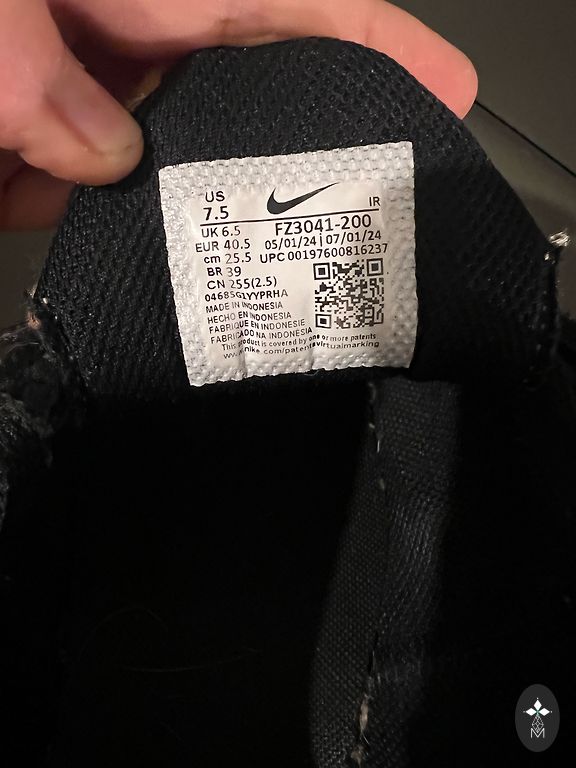 US
7.5
IR
UK 6.5
FZ3041-200
EUR 40.5
05/01/24 | 07/01/24
cm 25.5
UPC 00197600816237
BR 39
CN 255(2.5)
04685G1YYPRHA
MADE IN INDONESIA
HECHO EN INDONESIA
FABRIQUE EN INDONESIE
FABRICADO NA INDONESIA
This product is covered by one or more patents
www.nike.com/patentsvirtualmarking
M